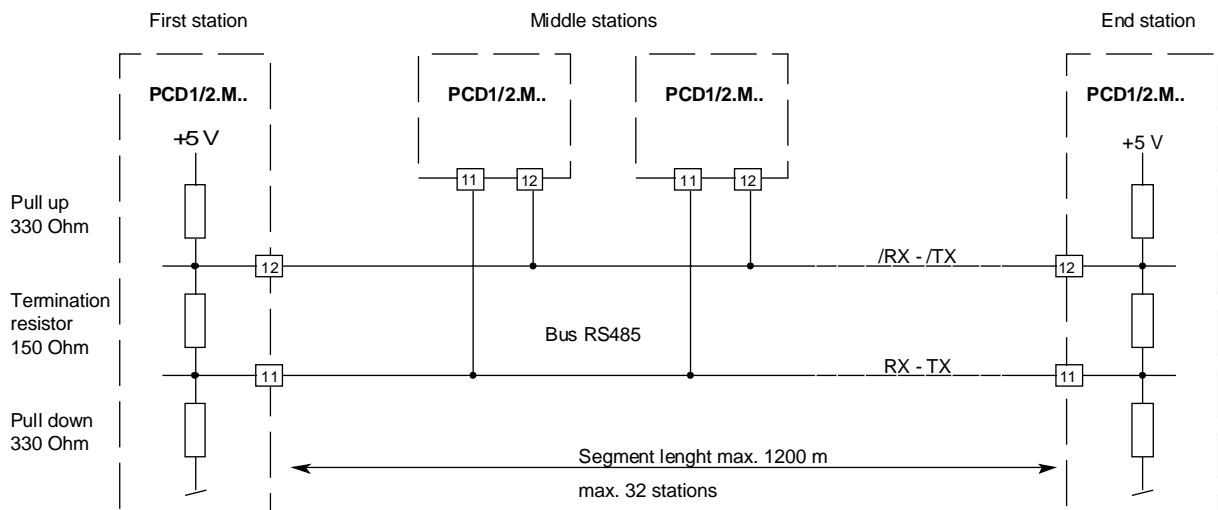 First station
Middle stations
End station
PCD1/2.M..
PCD1/2.M..
PCD1/2.M..
PCD1/2.M..
+5 V
+5 V
11
12
11
12
Pull up
330 Ohm
/RX - /TX
12
12
Termination
resistor
150 Ohm
Bus RS485
RX - TX
11
11
Pull down
330 Ohm
Segment lenght max. 1200 m
max. 32 stations